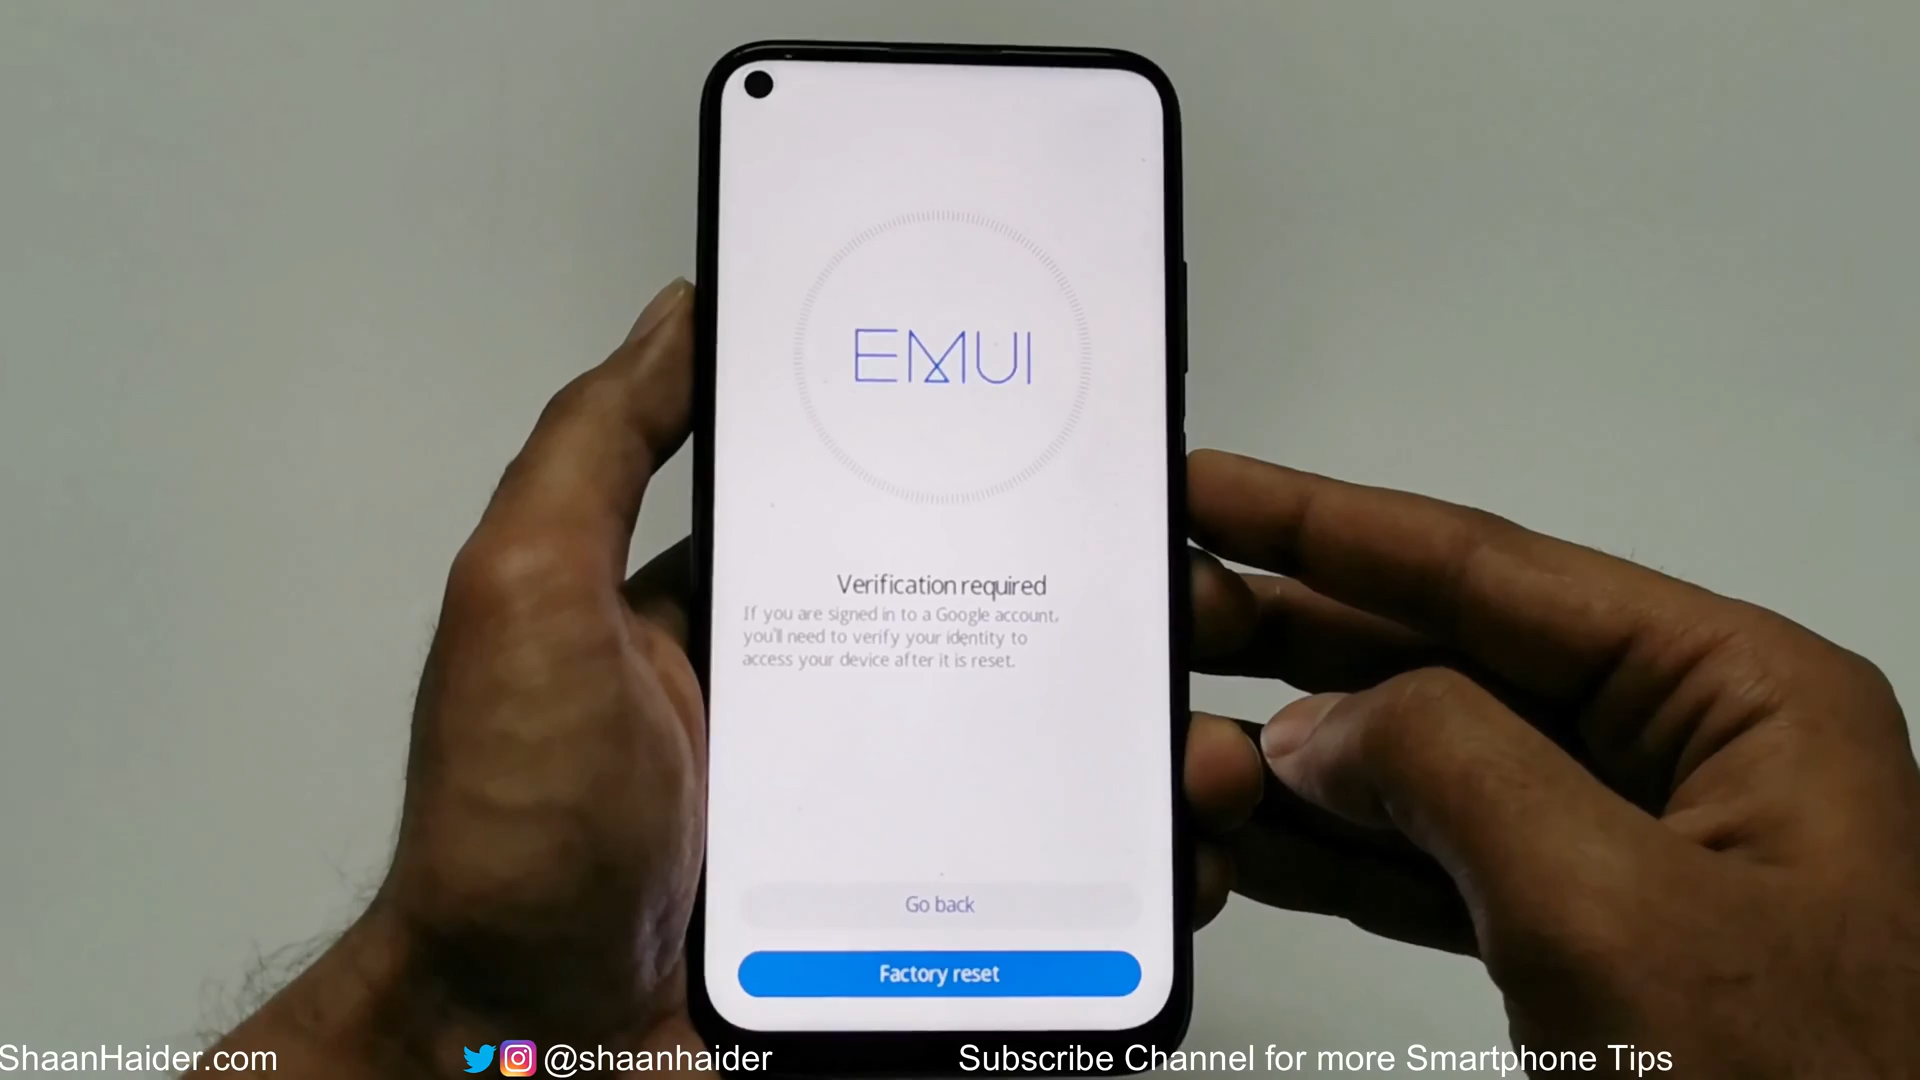 EMUI
Verification required
If you are signed in to a Google account,
you'll need to verify your identity to
access your device after it is reset.
Go back
Factory reset
ShaanHaider.com
@shaanhaider
Subscribe Channel for more Smartphone Tips